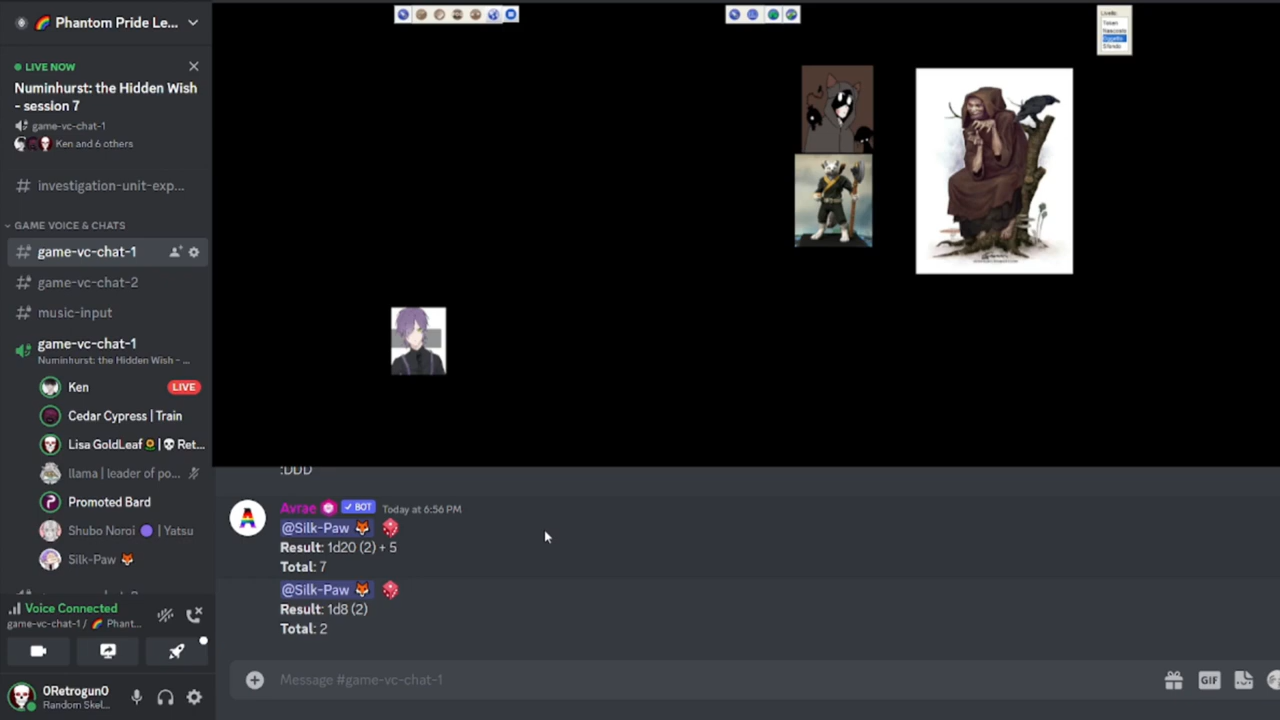 🌈 Phantom Pride Le...
LIVE NOW
Numinhurst: the Hidden Wish
- session 7
game-vc-chat-1
Ken and 6 others
investigation-unit-exp...
GAME VOICE & CHATS
game-vc-chat-1
game-vc-chat-2
music-input
game-vc-chat-1
Numinhurst: the Hidden Wish - ...
Ken
LIVE
Cedar Cypress | Train
Lisa GoldLeaf🌻 | 💀 Ret...
llama | leader of po...
Promoted Bard
Shubo Noroi 🟣 | Yatsu
Silk-Paw 🦊
Voice Connected
game-vc-chat-1 / 🌈 Phant...
0Retrogun0
Random Skel...
:DDD
Avrae ✓ BOT Today at 6:56 PM
@Silk-Paw 🦊
Result: 1d20 (2) + 5
Total: 7
@Silk-Paw 🦊
Result: 1d8 (2)
Total: 2
Message #game-vc-chat-1
GIF